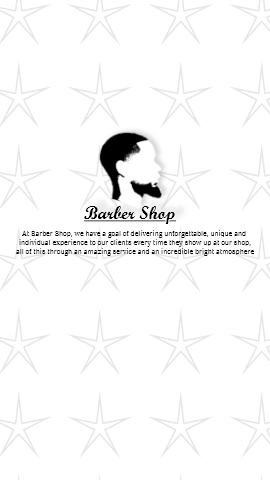 Barber Shop
At Barber Shop, we have a goal of delivering unforgettable, unique and
individual experience to our clients every time they show up at our shop,
all of this through an amazing service and an incredible bright atmosphere